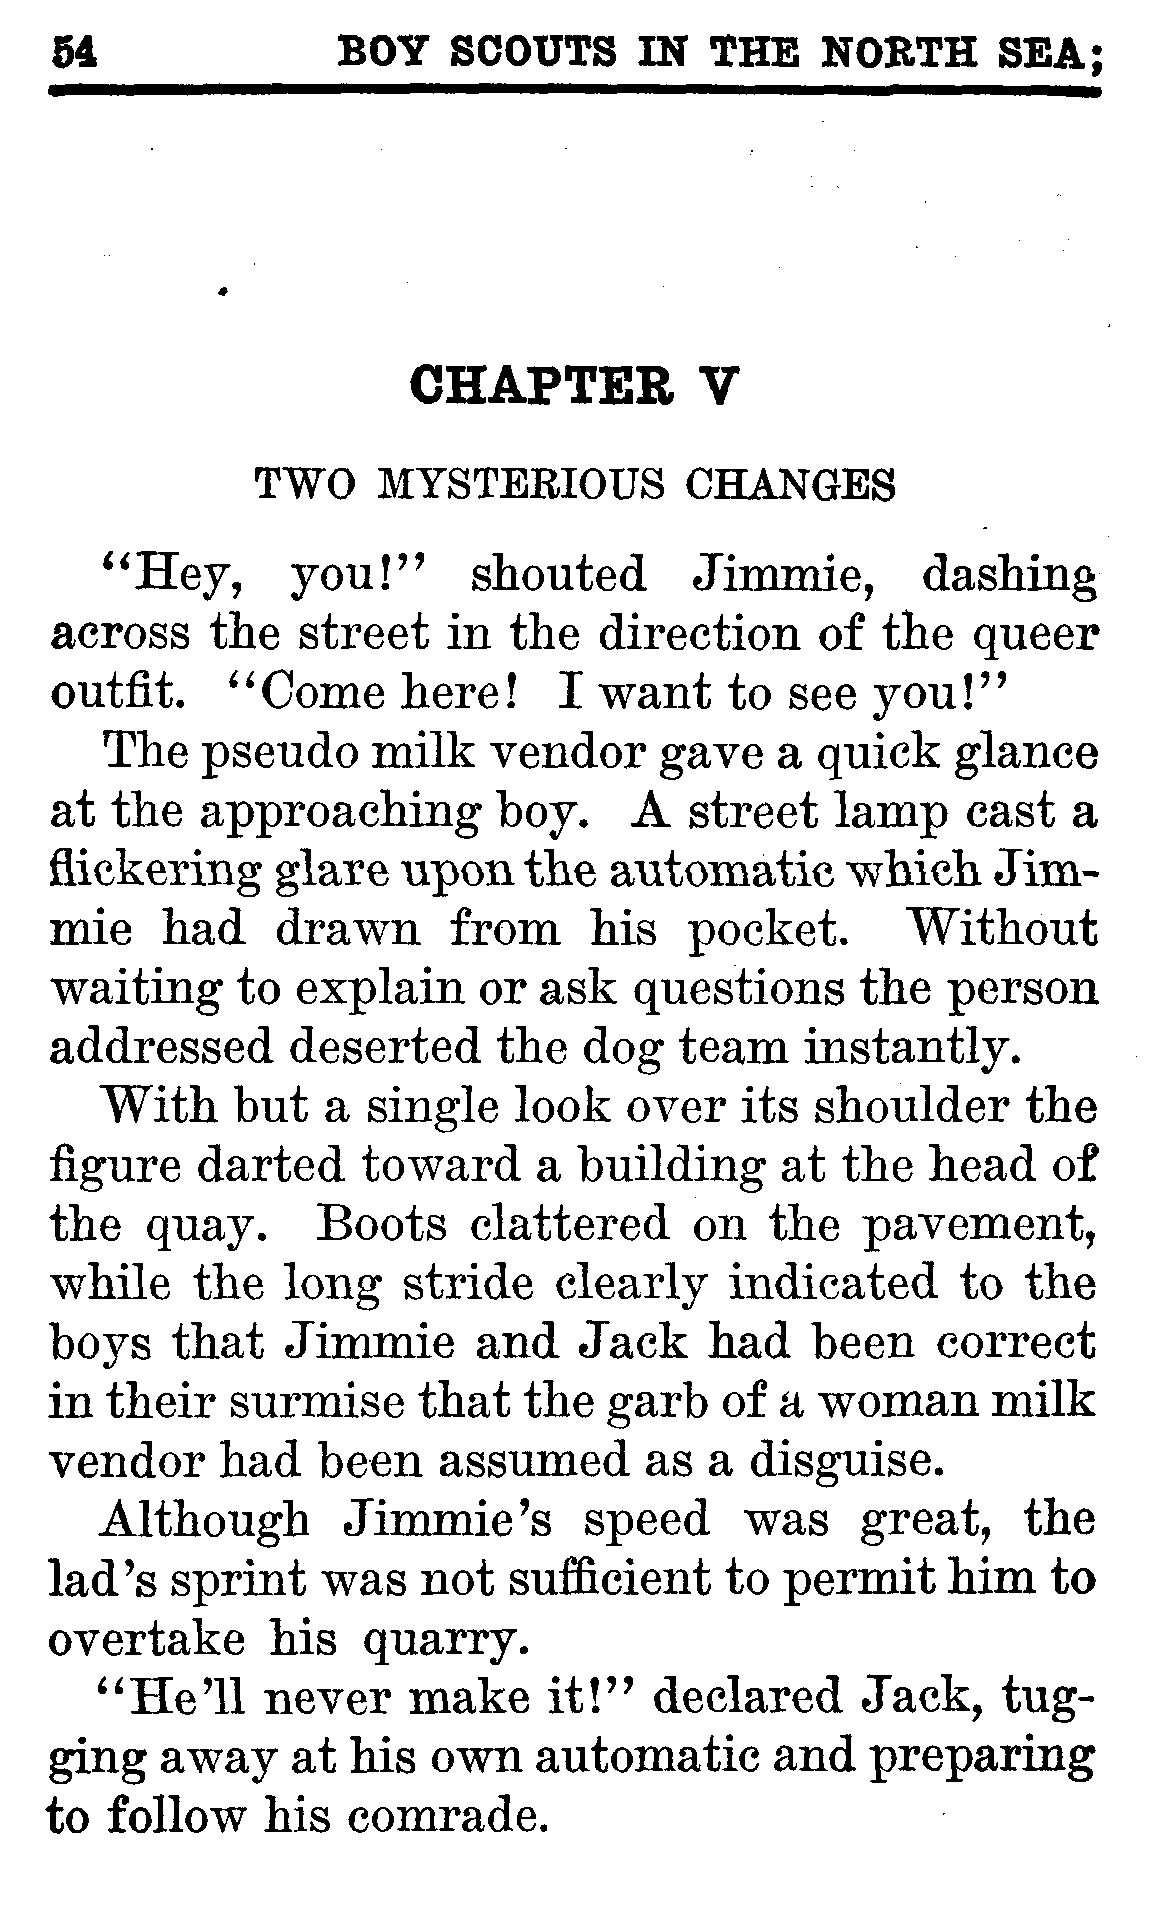 54 BOY SCOUTS IN THE NORTH SEA;
CHAPTER V
TWO MYSTERIOUS CHANGES
"Hey, you!" shouted Jimmie, dashing
across the street in the direction of the queer
outfit. "Come here! I want to see you!"
The pseudo milk vendor gave a quick glance
at the approaching boy. A street lamp cast a
flickering glare upon the automatic which Jim-
mie had drawn from his pocket. Without
waiting to explain or ask questions the person
addressed deserted the dog team instantly.
With but a single look over its shoulder the
figure darted toward a building at the head of
the quay. Boots clattered on the pavement,
while the long stride clearly indicated to the
boys that Jimmie and Jack had been correct
in their surmise that the garb of a woman milk
vendor had been assumed as a disguise.
Although Jimmie's speed was great, the
lad's sprint was not sufficient to permit him to
overtake his quarry.
"He'll never make it!" declared Jack, tug-
ging away at his own automatic and preparing
to follow his comrade.